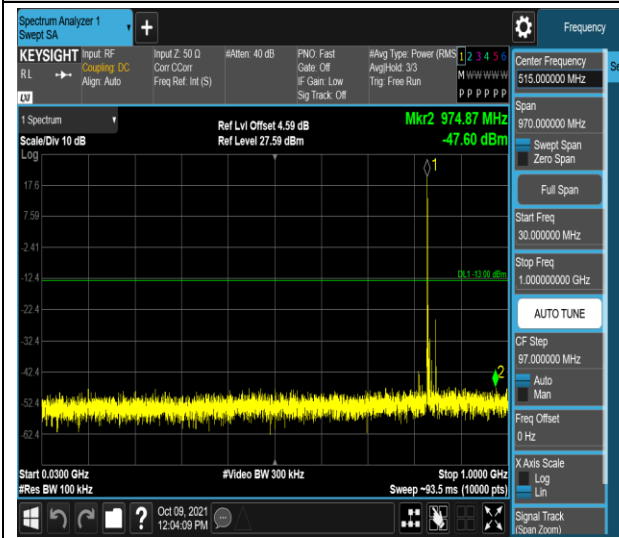 Spectrum Analyzer 1
Swept SA
Frequency
KEYSIGHT
RL
LXI
Input: RF
Coupling: DC
Align: Auto
Input Z: 50 Ω
Corr CCorr
Freq Ref: Int (S)
#Atten: 40 dB
PNO: Fast
Gate: Off
IF Gain: Low
Sig Track: Off
#Avg Type: Power (RMS
Avg|Hold: 3/3
Trig: Free Run
1 2 3 4 5 6
M W W W W W
P P P P P P
1 Spectrum
Scale/Div 10 dB
Ref Lvl Offset 4.59 dB
Ref Level 27.59 dBm
Mkr2 974.87 MHz
-47.60 dBm
Log
1
17.6
7.59
-2.41
-12.4
DL1 -13.00 dBm
-22.4
-32.4
2
-52.4
-62.4
Start 0.0300 GHz
#Res BW 100 kHz
#Video BW 300 kHz
Stop 1.0000 GHz
Sweep ~93.5 ms (10000 pts)
Oct 09, 2021
12:04:09 PM
?
Center Frequency
515.000000 MHz
Se
Span
970.000000 MHz
Swept Span
Zero Span
Full Span
Start Freq
30.000000 MHz
Stop Freq
1.000000000 GHz
AUTO TUNE
CF Step
97.000000 MHz
Auto
Man
Freq Offset
0 Hz
X Axis Scale
Log
Lin
Signal Track
(Span Zoom)